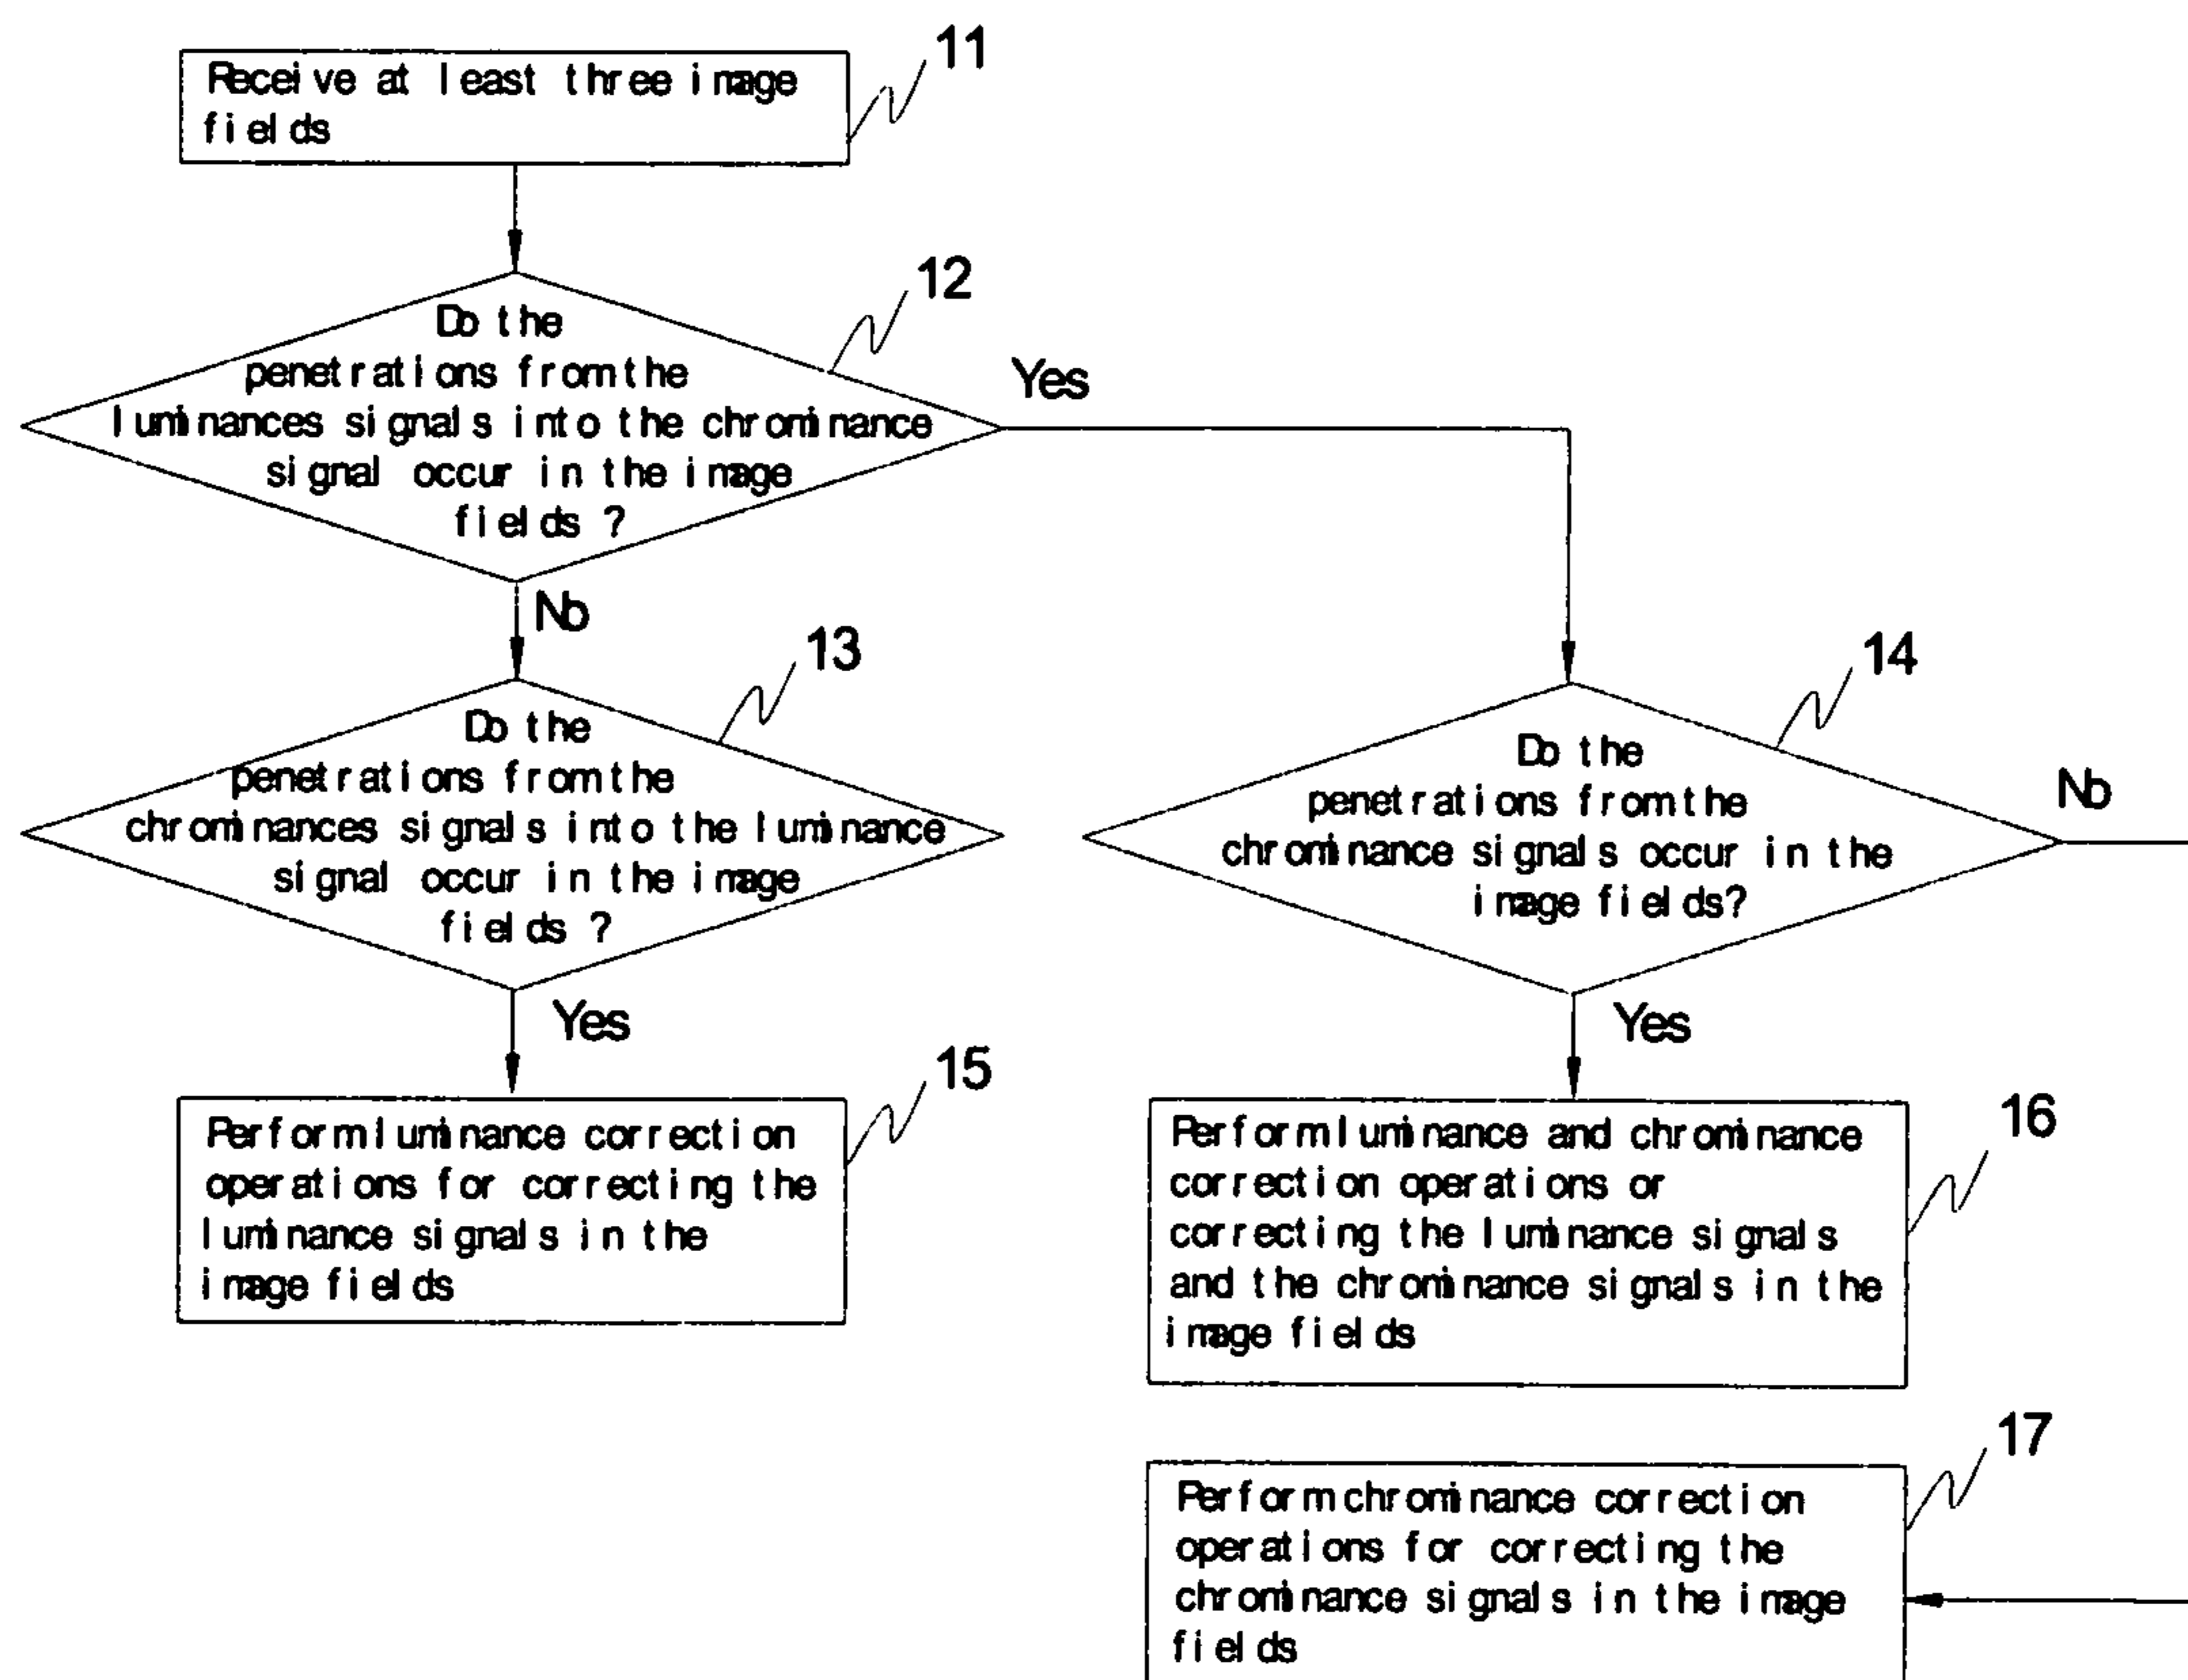 11
Receive at least three image
fields
12
Do the
penetrations from the
luminances signals into the chrominance
signal occur in the image
fields ?
Yes
No
13
Do the
penetrations from the
chrominances signals into the luminance
signal occur in the image
fields ?
Yes
14
Do the
penetrations from the
chrominance signals occur in the
image fields?
No
Yes
15
Perform luminance correction
operations for correcting the
luminance signals in the
image fields
16
Perform luminance and chrominance
correction operations or
correcting the luminance signals
and the chrominance signals in the
image fields
17
Perform chrominance correction
operations for correcting the
chrominance signals in the image
fields